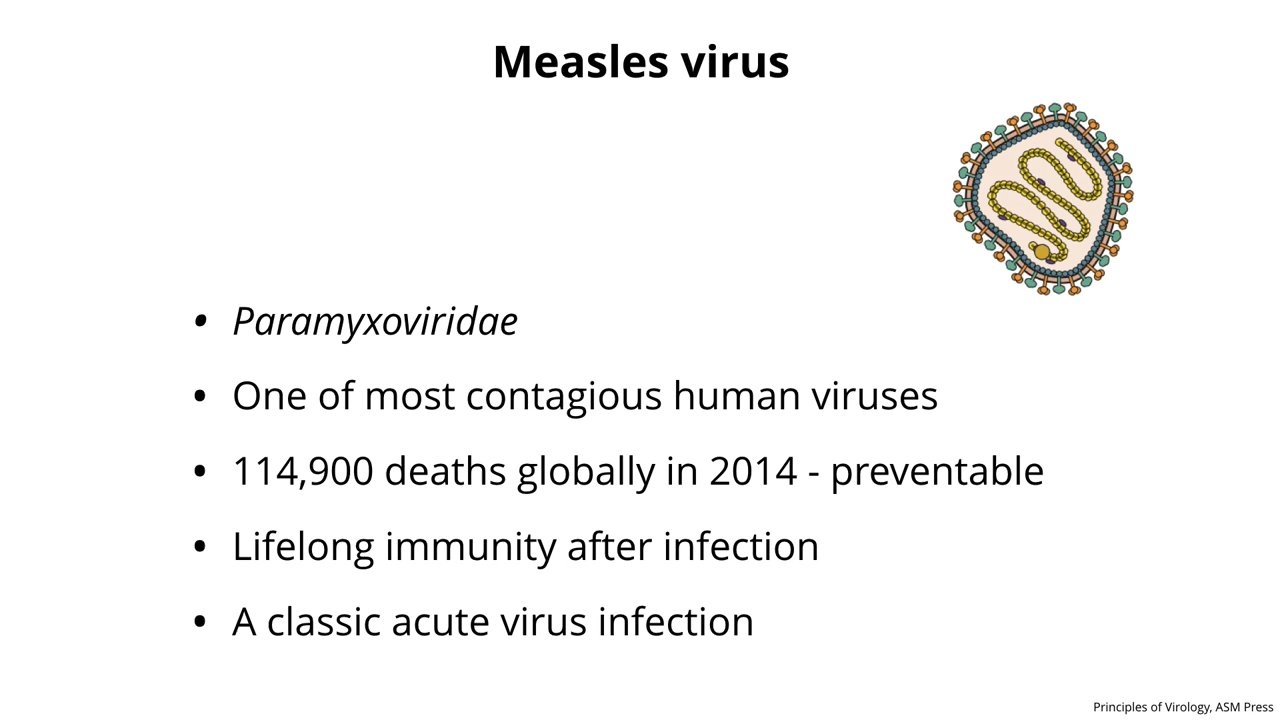 Measles virus
• Paramyxoviridae
• One of most contagious human viruses
• 114,900 deaths globally in 2014 - preventable
• Lifelong immunity after infection
• A classic acute virus infection
Principles of Virology, ASM Press